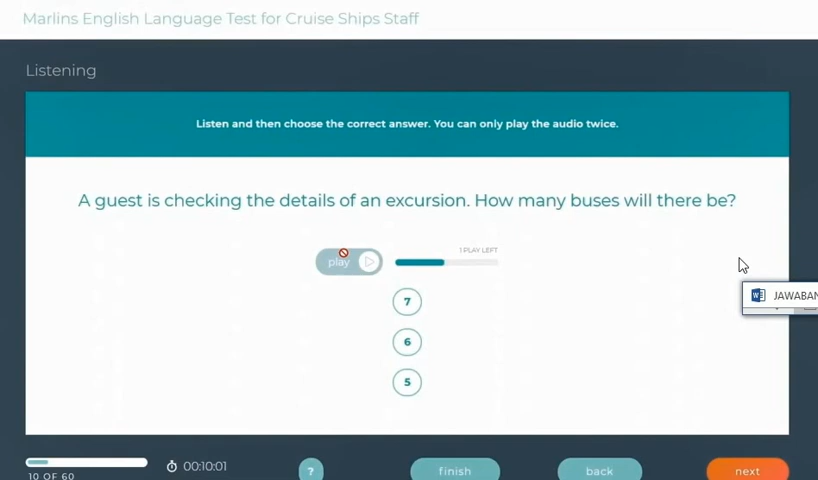 Marlins English Language Test for Cruise Ships Staff
Listening
Listen and then choose the correct answer. You can only play the audio twice.
A guest is checking the details of an excursion. How many buses will there be?
1 PLAY LEFT
play
7
JAWABAN
6
5
00:10:01
10 OF 60
?
finish
back
next